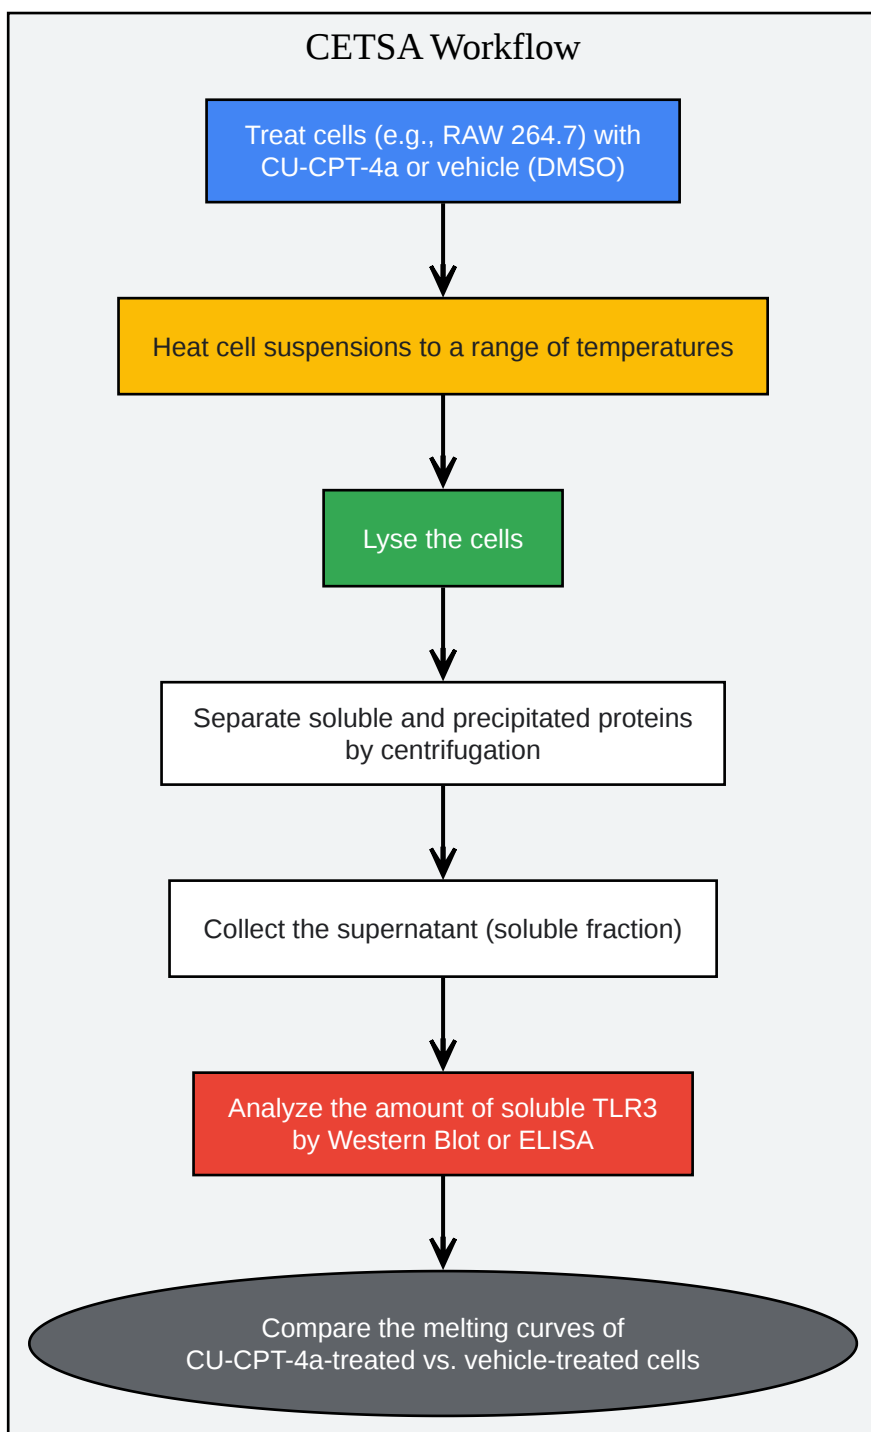 CETSA Workflow
Treat cells (e.g., RAW 264.7) with
CU-CPT-4a or vehicle (DMSO)
Heat cell suspensions to a range of temperatures
Lyse the cells
Separate soluble and precipitated proteins
by centrifugation
Collect the supernatant (soluble fraction)
Analyze the amount of soluble TLR3
by Western Blot or ELISA
Compare the melting curves of
CU-CPT-4a-treated vs. vehicle-treated cells